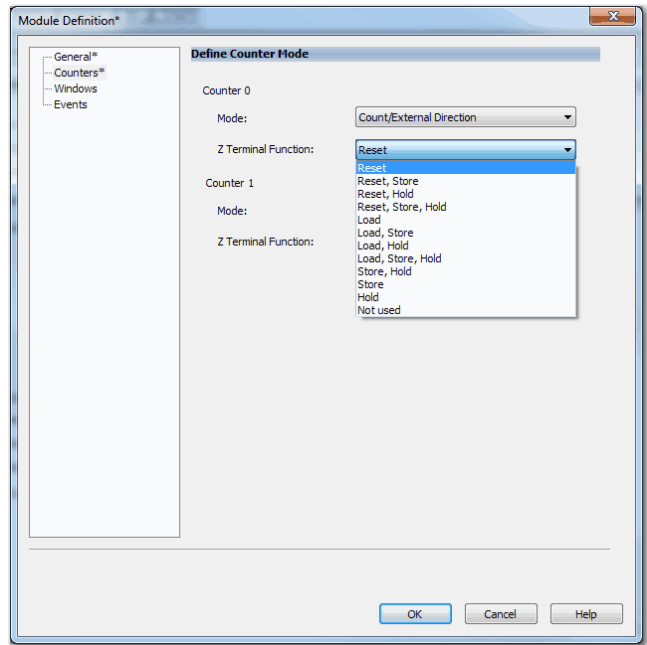 Module Definition*
General*
Counters*
Windows
Events
Define Counter Mode
Counter 0
Mode: Count/External Direction
Z Terminal Function: Reset
Reset
Reset, Store
Reset, Hold
Reset, Store, Hold
Load
Load, Store
Load, Hold
Load, Store, Hold
Store, Hold
Store
Hold
Not used
Counter 1
Mode:
Z Terminal Function:
OK Cancel Help